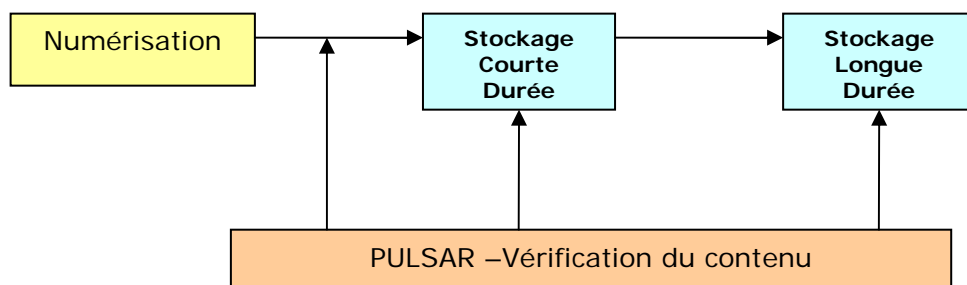 Numérisation
Stockage
Courte
Durée
Stockage
Longue
Durée
PULSAR –Vérification du contenu